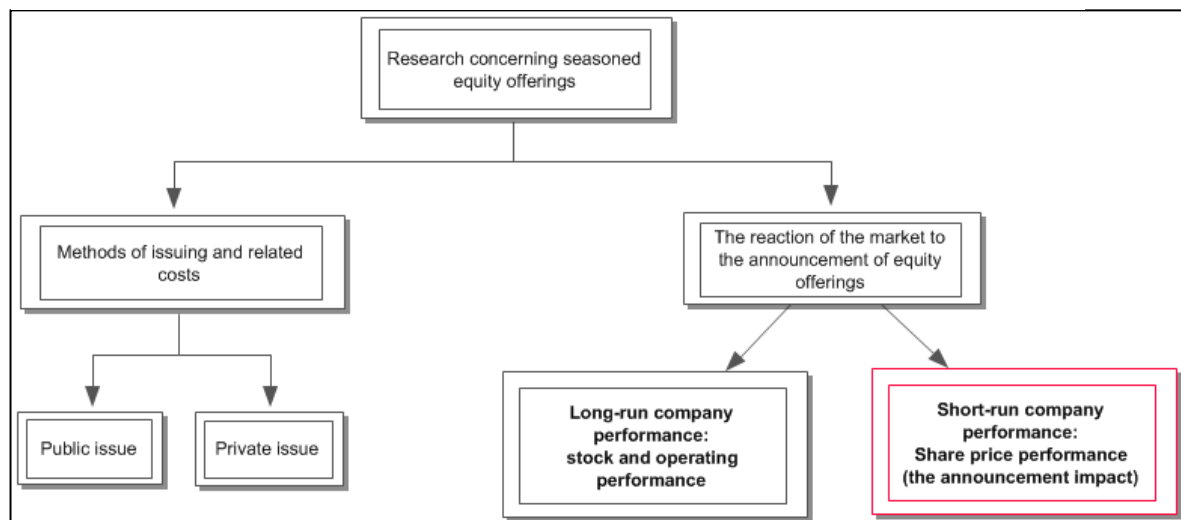 Research concerning seasoned
equity offerings
Methods of issuing and related
costs
The reaction of the market to
the announcement of equity
offerings
Public issue
Private issue
Long-run company
performance:
stock and operating
performance
Short-run company
performance:
Share price performance
(the announcement impact)